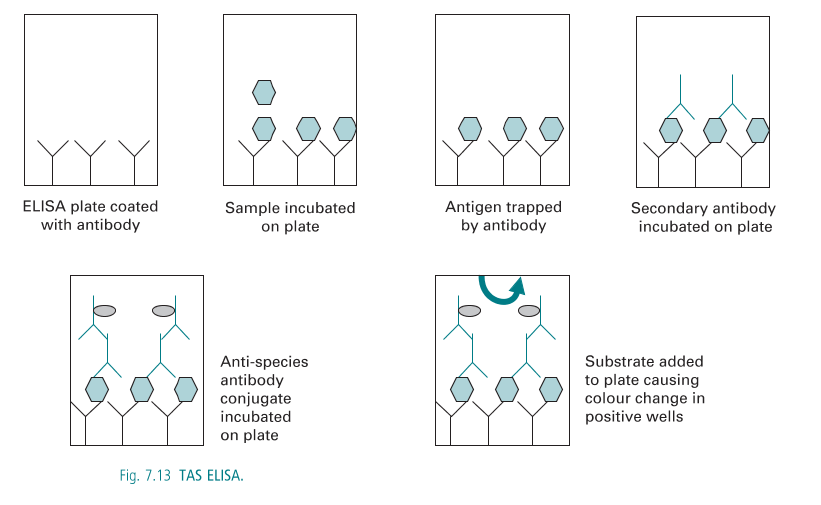 ELISA plate coated
with antibody
Sample incubated
on plate
Antigen trapped
by antibody
Secondary antibody
incubated on plate
Anti-species
antibody
conjugate
incubated
on plate
Substrate added
to plate causing
colour change in
positive wells
Fig. 7.13 TAS ELISA.